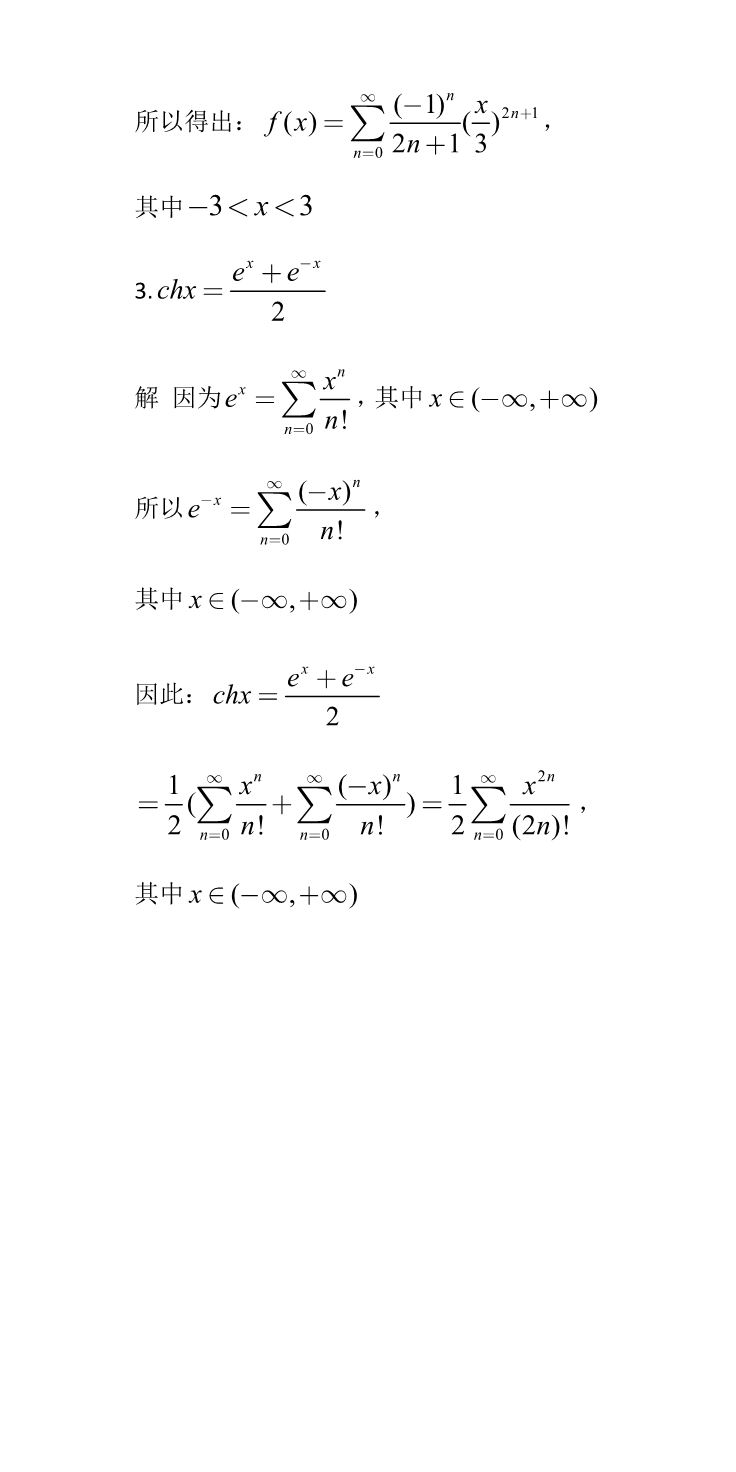 所以得出： $f(x)=\sum_{n=0}^{\infty}\frac{(-1)^n}{2n+1}(\frac{x}{3})^{2n+1}$，
其中 $-3<x<3$
3. $chx=\frac{e^x+e^{-x}}{2}$
解 因为 $e^x=\sum_{n=0}^{\infty}\frac{x^n}{n!}$，其中 $x\in(-\infty,+\infty)$
所以 $e^{-x}=\sum_{n=0}^{\infty}\frac{(-x)^n}{n!}$，
其中 $x\in(-\infty,+\infty)$
因此： $chx=\frac{e^x+e^{-x}}{2}$
$=\frac{1}{2}(\sum_{n=0}^{\infty}\frac{x^n}{n!}+\sum_{n=0}^{\infty}\frac{(-x)^n}{n!})=\frac{1}{2}\sum_{n=0}^{\infty}\frac{x^{2n}}{(2n)!}$，
其中 $x\in(-\infty,+\infty)$